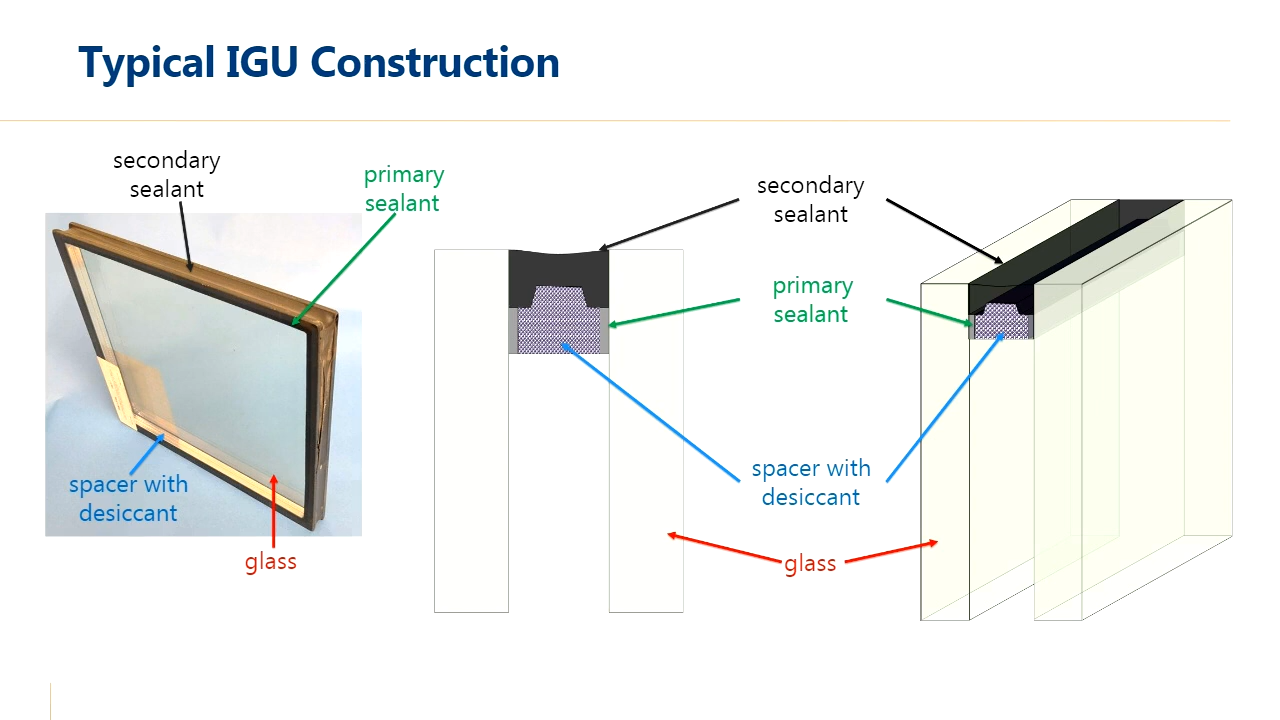 Typical IGU Construction
secondary
sealant
primary
sealant
spacer with
desiccant
glass
secondary
sealant
primary
sealant
spacer with
desiccant
glass